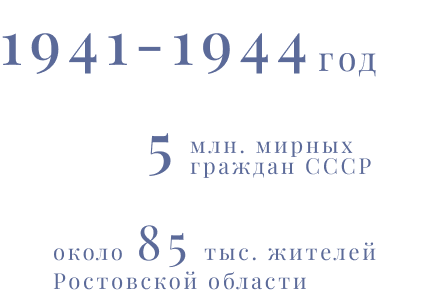 1941-1944 год
5 млн. мирных
граждан СССР
около 85 тыс. жителей
Ростовской области